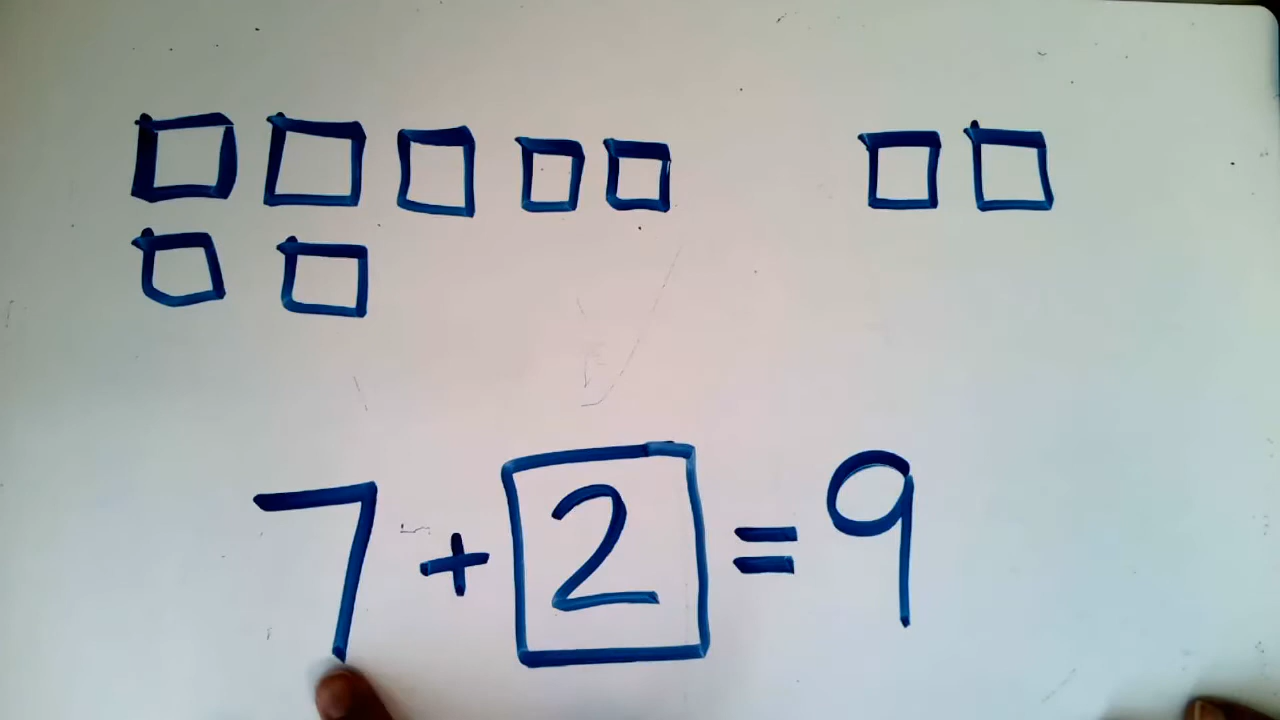 7 + 2 = 9